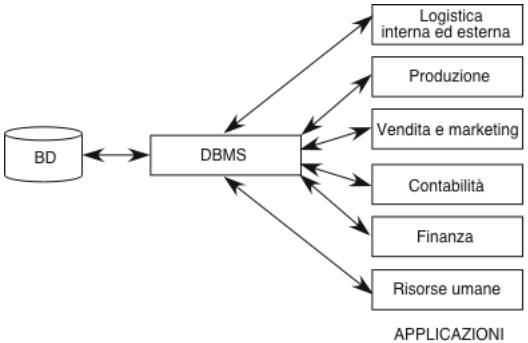 Logistica
interna ed esterna
Produzione
Vendita e marketing
BD
DBMS
Contabilità
Finanza
Risorse umane
APPLICAZIONI